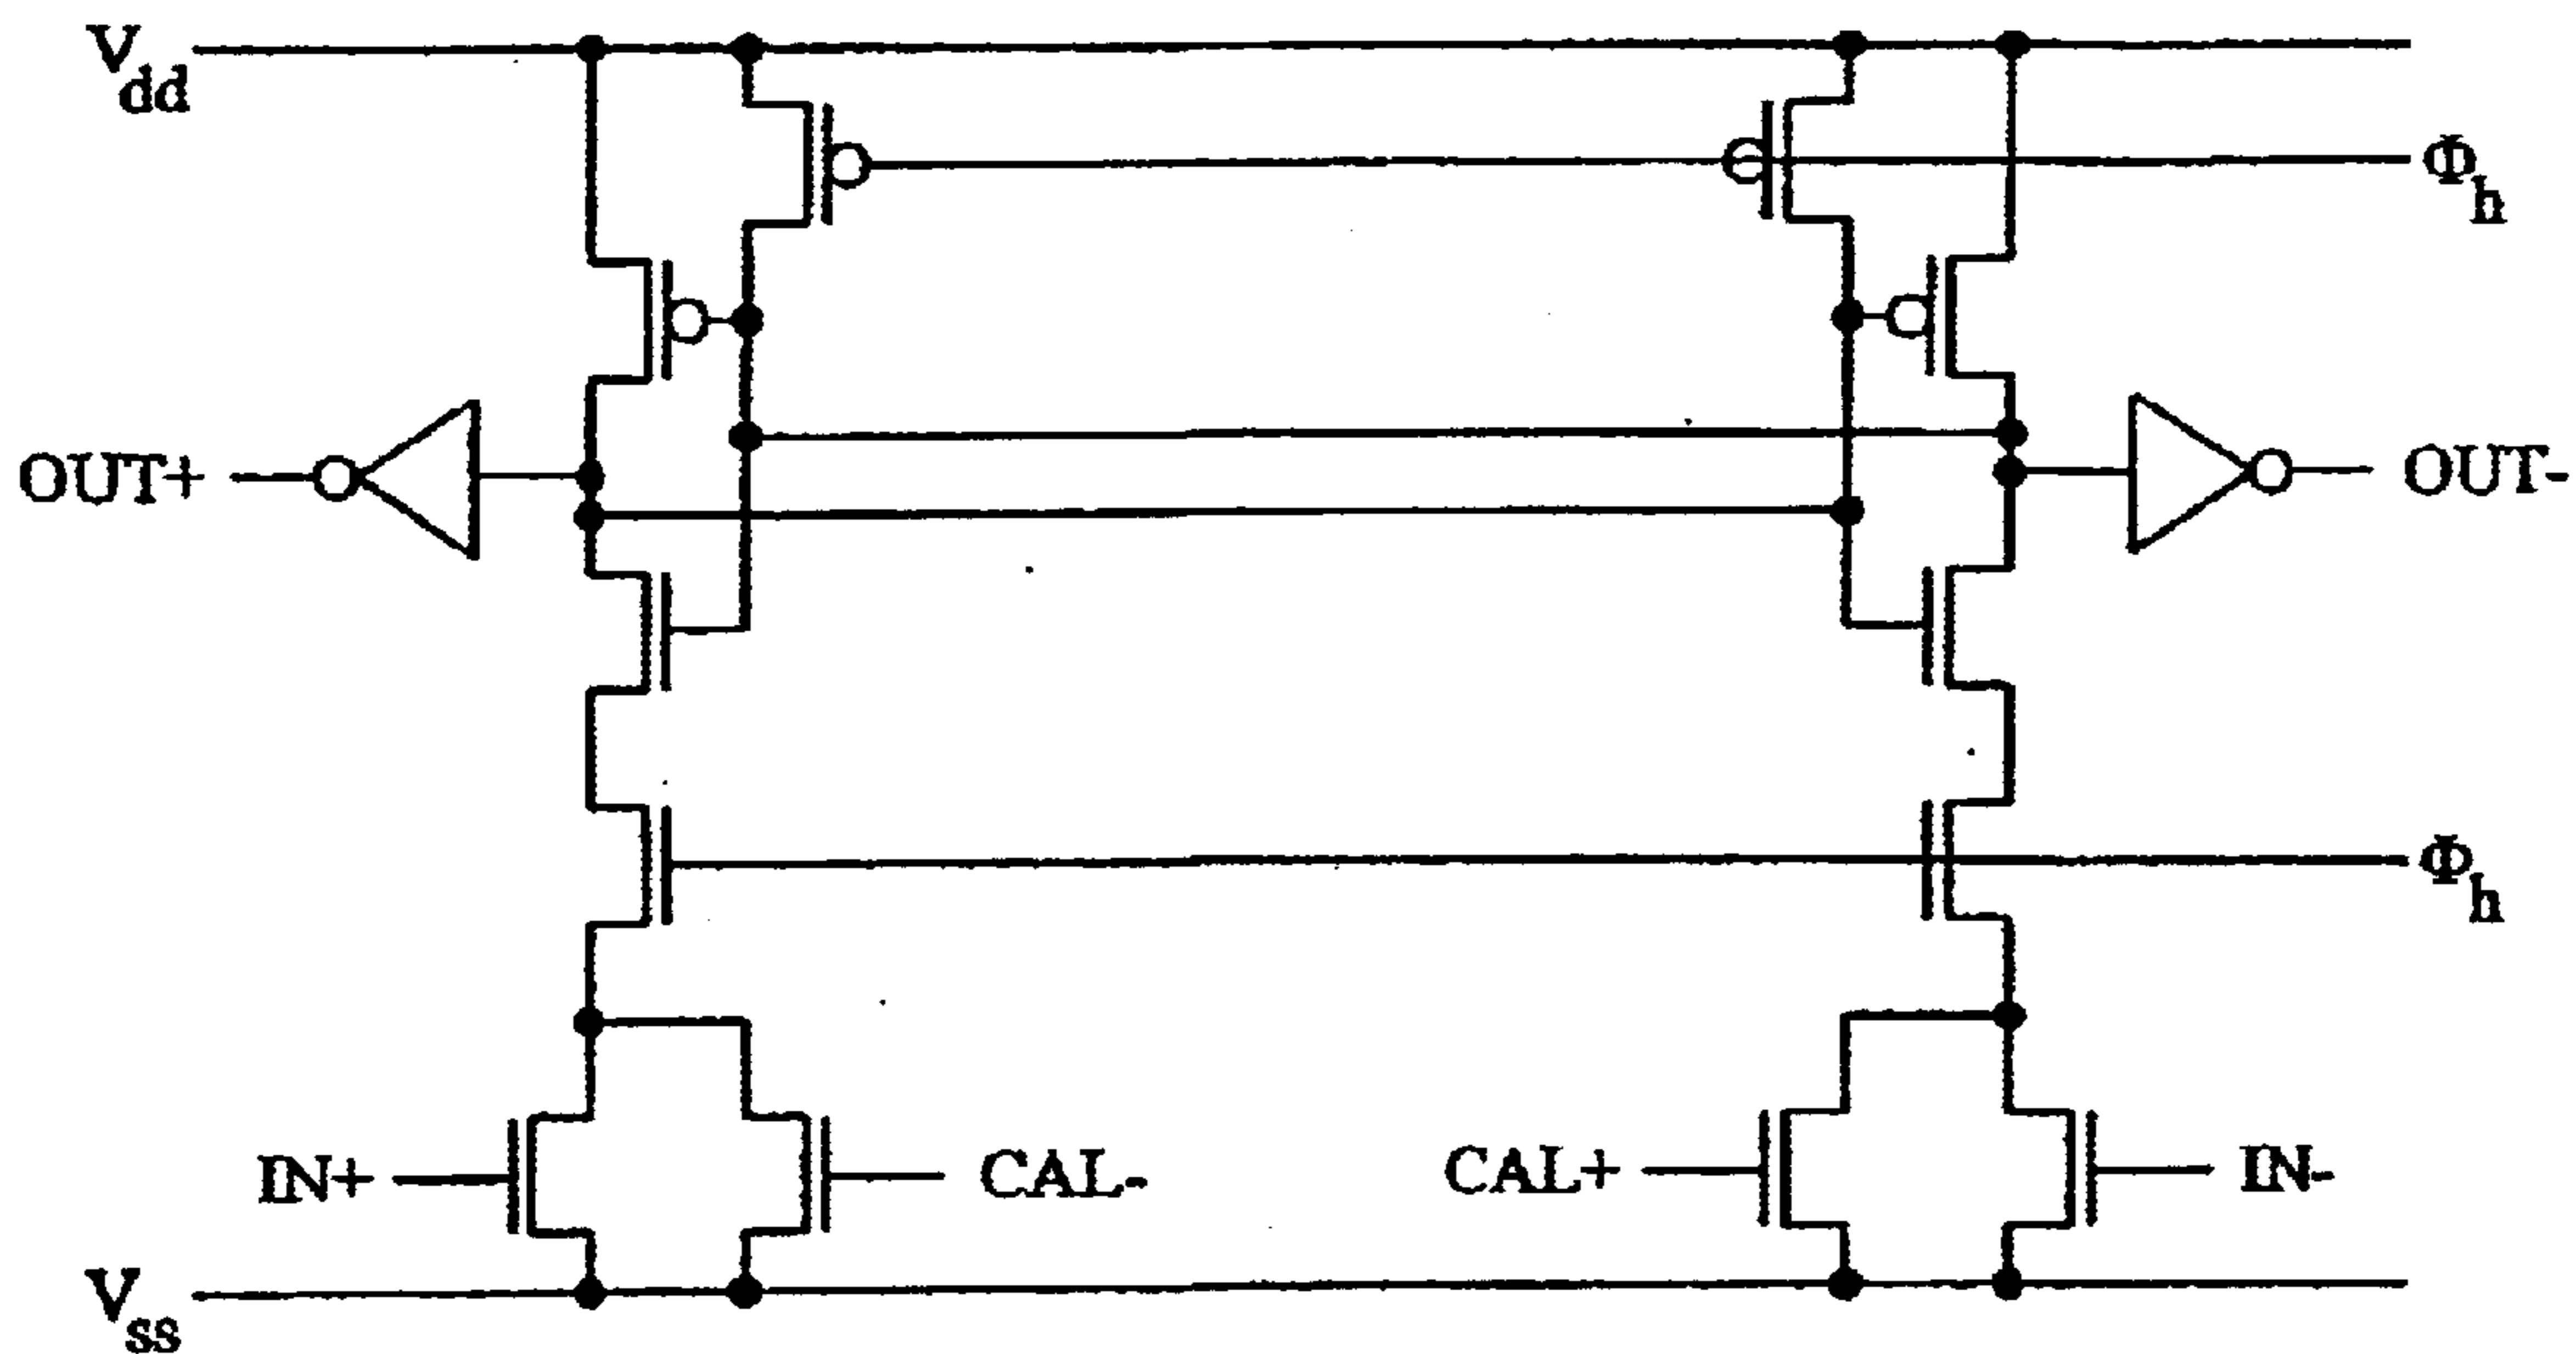 Vdd
Φh
OUT+
OUT-
Φh
IN+
CAL-
CAL+
IN-
Vss